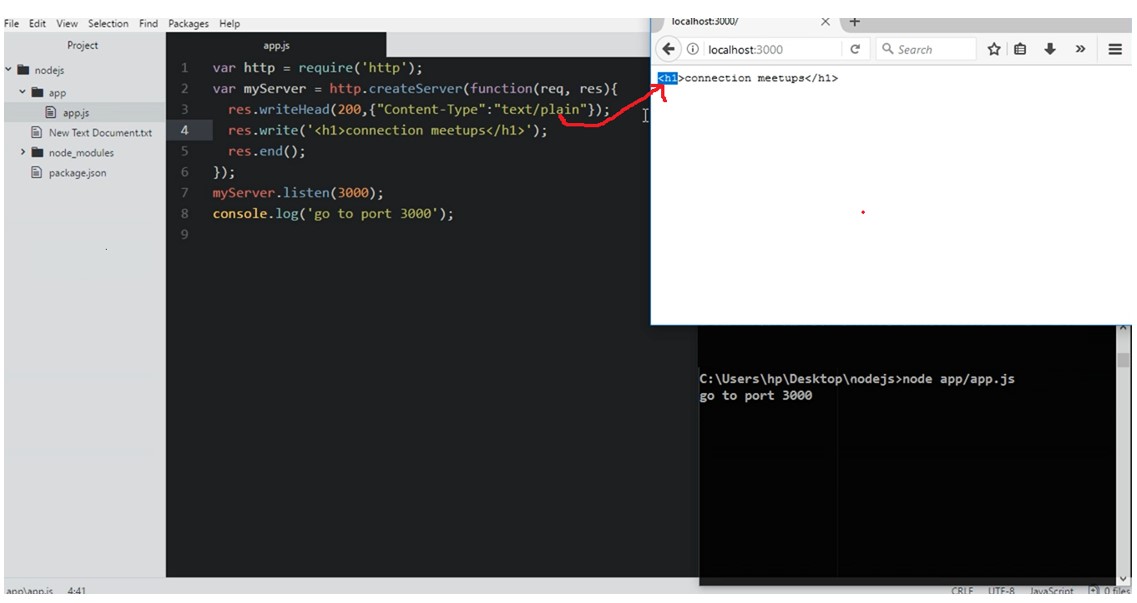 File Edit View Selection Find Packages Help
Project
nodejs
app
app.js
New Text Document.txt
node_modules
package.json
app.js
1 var http = require('http');
2 var myServer = http.createServer(function(req, res){
3 res.writeHead(200,{"Content-Type":"text/plain"});
4 res.write('<h1>connection meetups</h1>');
5 res.end();
6 });
7 myServer.listen(3000);
8 console.log('go to port 3000');
9
localhost:3000/
localhost:3000
Search
<h1>connection meetups</h1>
C:\Users\hp\Desktop\nodejs>node app/app.js
go to port 3000
app\app.js 4:41
CRLF UTF-8 JavaScript 0 files